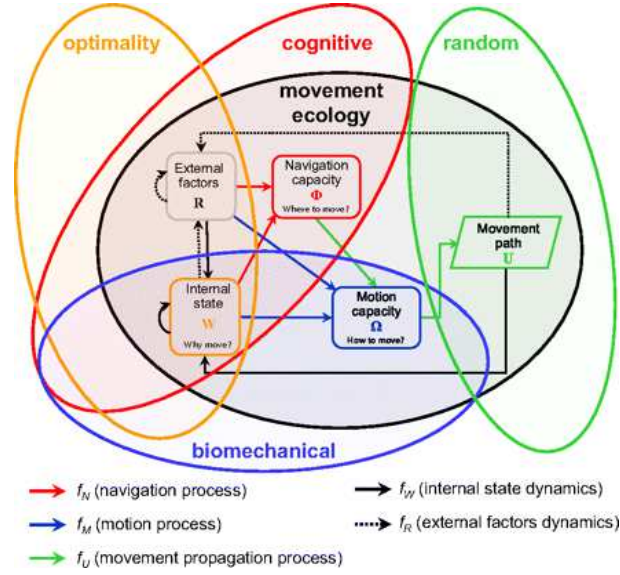 optimality
cognitive
random
movement
ecology
External
factors
R
Navigation
capacity
Φ
Where to move?
Movement
path
U
Internal
state
W
Why move?
Motion
capacity
Ω
How to move?
biomechanical
f_N (navigation process)
f_W (internal state dynamics)
f_M (motion process)
f_R (external factors dynamics)
f_U (movement propagation process)